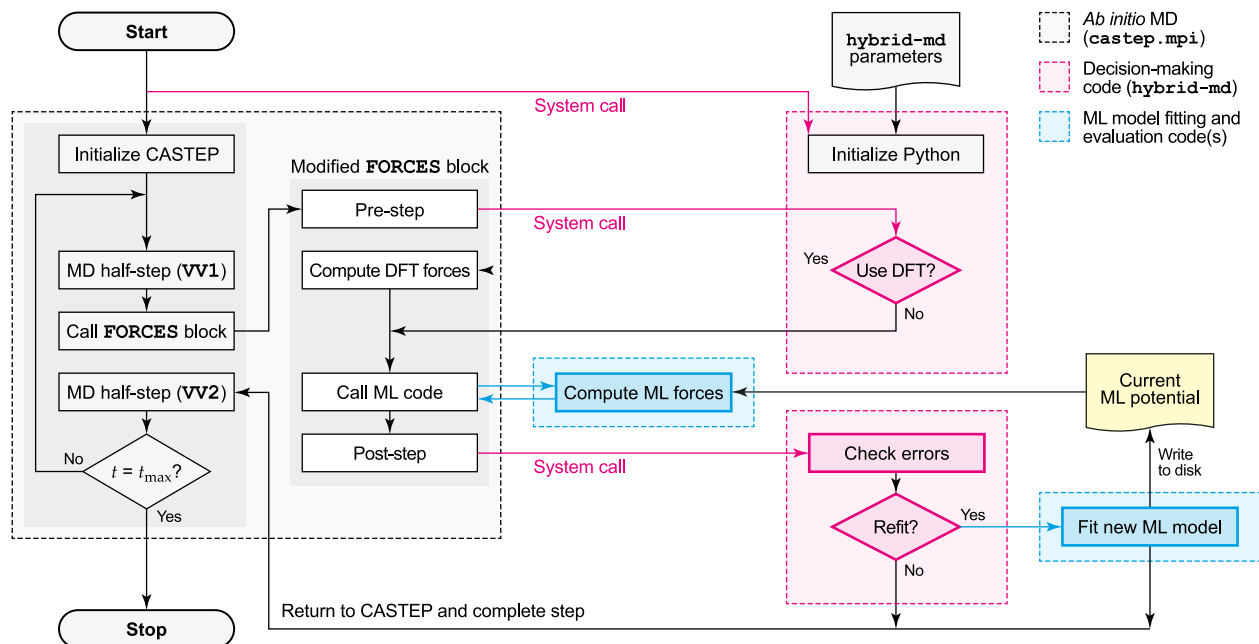 Start
hybrid-md
parameters
Ab initio MD
(castep.mpi)
Decision-making
code (hybrid-md)
ML model fitting and
evaluation code(s)
System call
Initialize CASTEP
Initialize Python
Modified FORCES block
Pre-step
System call
MD half-step (VV1)
Compute DFT forces
Yes
Use DFT?
No
Call FORCES block
MD half-step (VV2)
Call ML code
Compute ML forces
Current
ML potential
Post-step
System call
Check errors
Write
to disk
No
t = tmax?
Yes
Refit?
Yes
Fit new ML model
No
Return to CASTEP and complete step
Stop